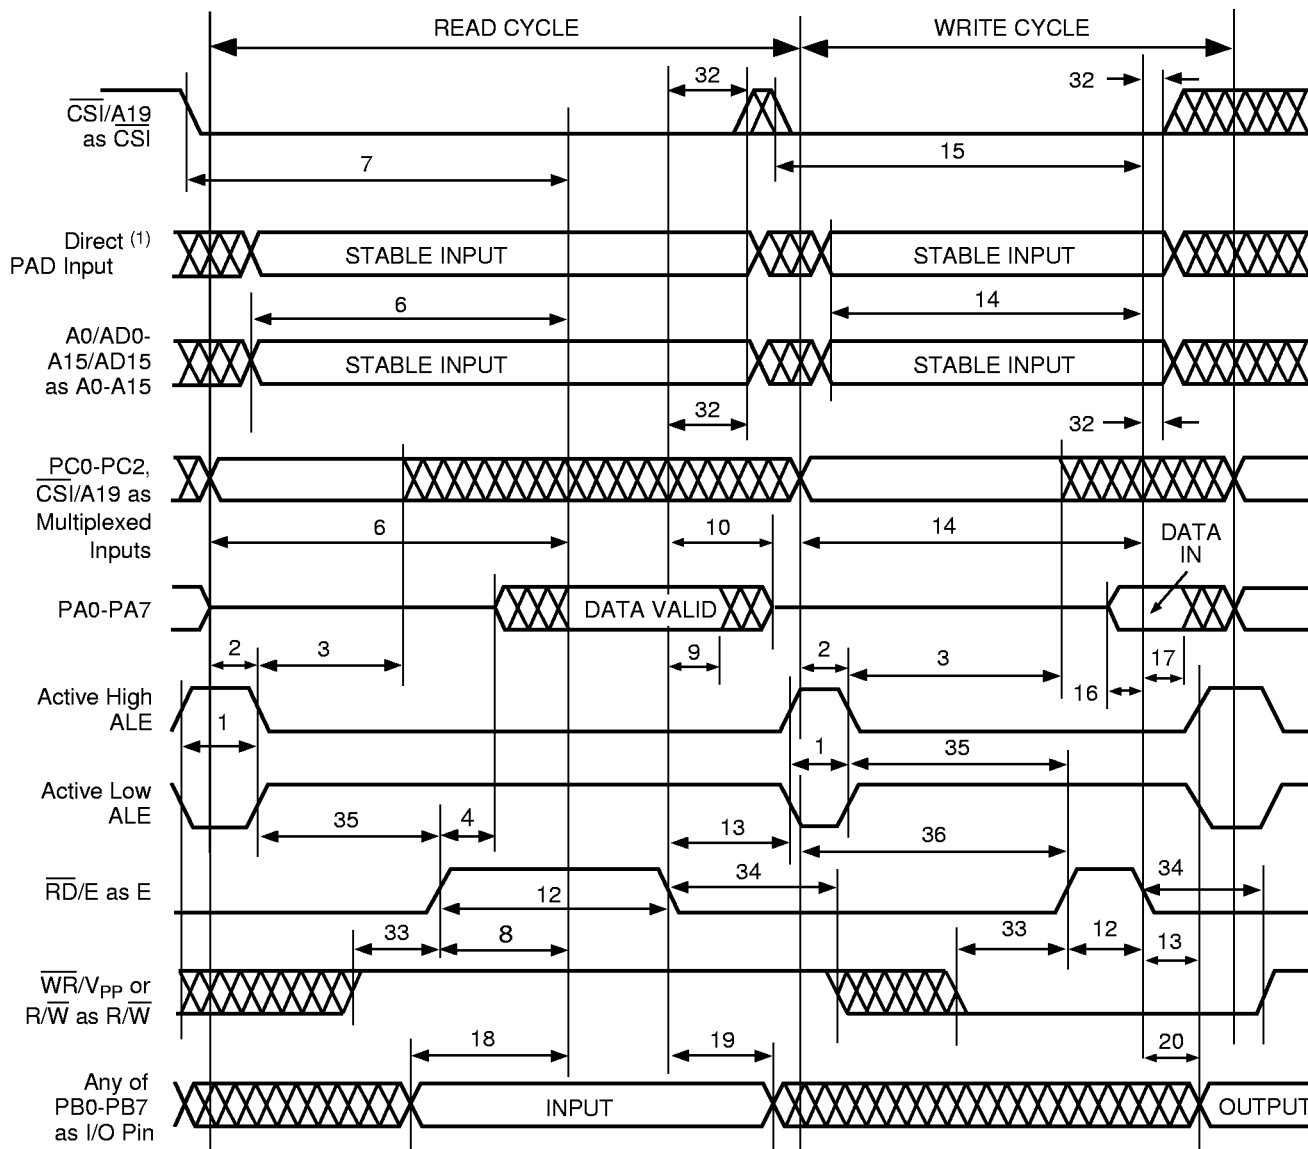 READ CYCLE
WRITE CYCLE
32
32
CSI/A19
as CSI
7
15
Direct (1)
PAD Input
STABLE INPUT
STABLE INPUT
6
14
A0/AD0-
A15/AD15
as A0-A15
STABLE INPUT
STABLE INPUT
32
32
PC0-PC2,
CSI/A19 as
Multiplexed
Inputs
6
10
14
DATA
IN
PA0-PA7
DATA VALID
2
3
9
2
3
17
16
Active High
ALE
1
1
35
Active Low
ALE
35
4
13
36
RD/E as E
12
34
34
33
8
33
12
13
WR/VPP or
R/W as R/W
18
19
20
Any of
PB0-PB7
as I/O Pin
INPUT
OUTPUT